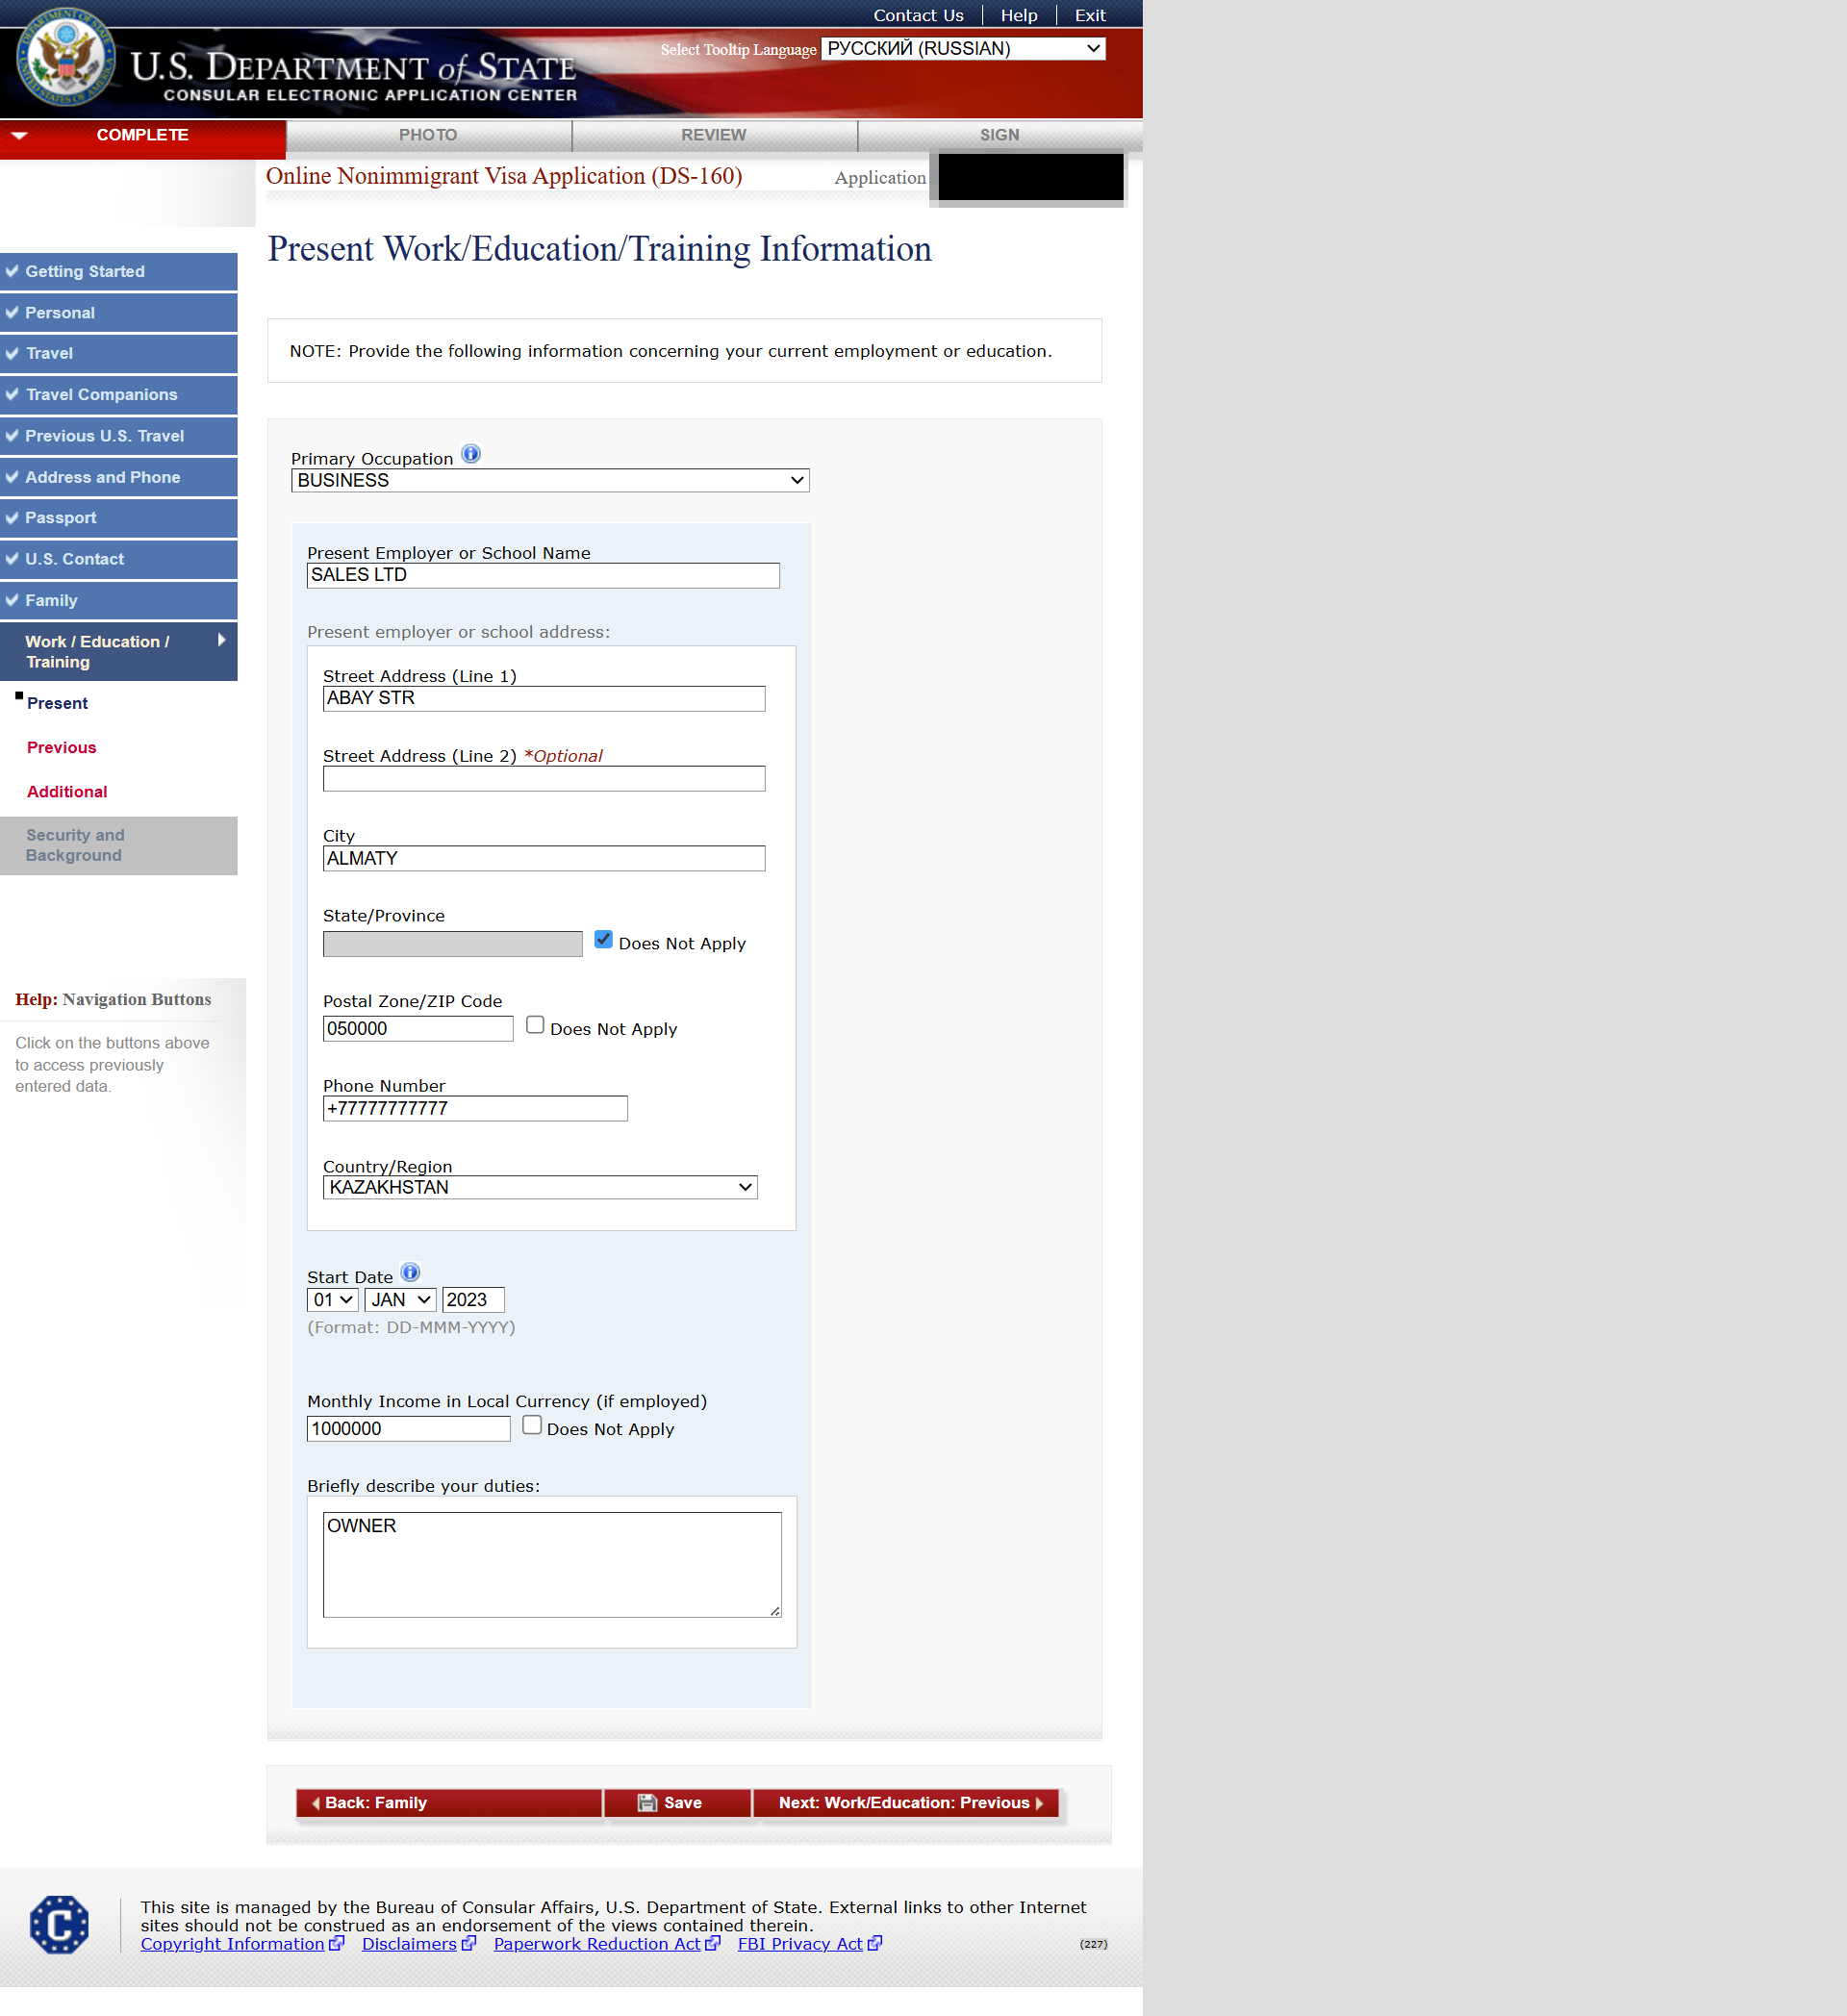 Contact Us
Help
Exit
Select Tooltip Language РУССКИЙ (RUSSIAN)
U.S. DEPARTMENT of STATE
CONSULAR ELECTRONIC APPLICATION CENTER
COMPLETE
PHOTO
REVIEW
SIGN
Online Nonimmigrant Visa Application (DS-160)
Application
Present Work/Education/Training Information
Getting Started
Personal
Travel
Travel Companions
Previous U.S. Travel
Address and Phone
Passport
U.S. Contact
Family
Work / Education /
Training
Present
Previous
Additional
Security and
Background
Help: Navigation Buttons
Click on the buttons above
to access previously
entered data.
NOTE: Provide the following information concerning your current employment or education.
Primary Occupation
BUSINESS
Present Employer or School Name
SALES LTD
Present employer or school address:
Street Address (Line 1)
ABAY STR
Street Address (Line 2) *Optional
City
ALMATY
State/Province
Does Not Apply
Postal Zone/ZIP Code
050000 Does Not Apply
Phone Number
+77777777777
Country/Region
KAZAKHSTAN
Start Date
01 JAN 2023
(Format: DD-MMM-YYYY)
Monthly Income in Local Currency (if employed)
1000000 Does Not Apply
Briefly describe your duties:
OWNER
Back: Family
Save
Next: Work/Education: Previous
C
This site is managed by the Bureau of Consular Affairs, U.S. Department of State. External links to other Internet
sites should not be construed as an endorsement of the views contained therein.
Copyright Information Disclaimers Paperwork Reduction Act FBI Privacy Act
(227)